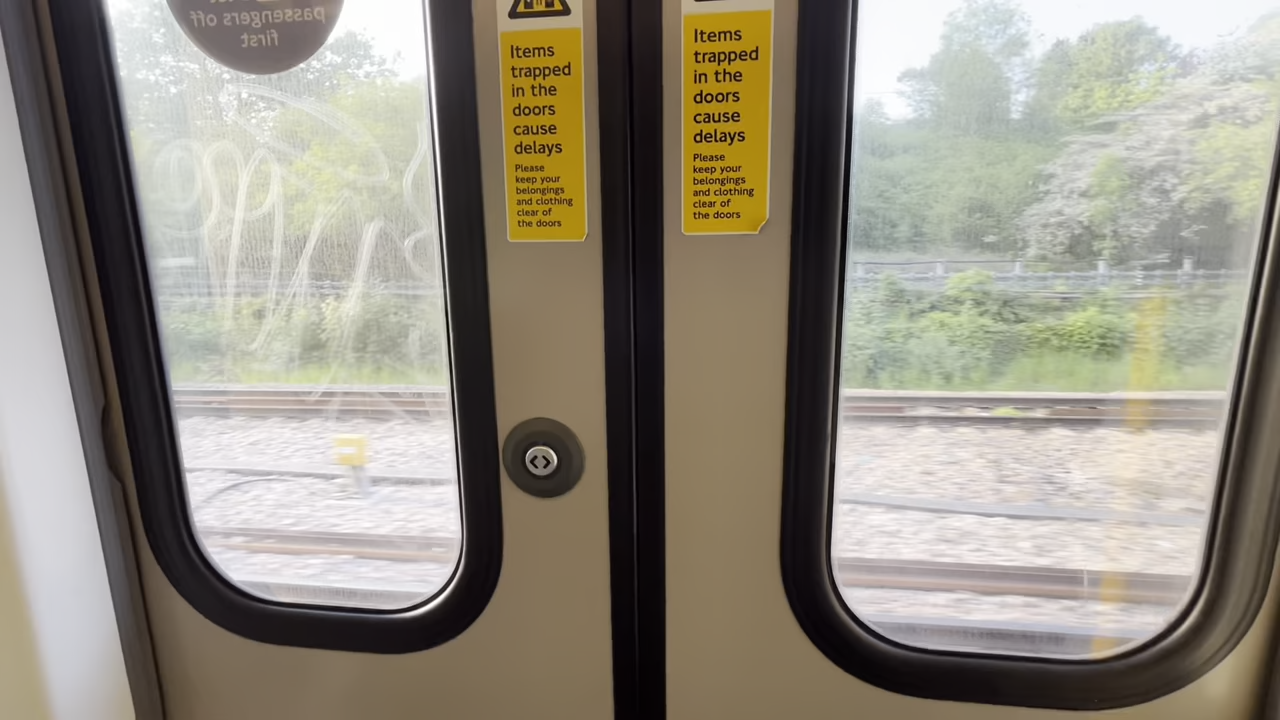 passengers off
first
Items
trapped
in the
doors
cause
delays
Please
keep your
belongings
and clothing
clear of
the doors
Items
trapped
in the
doors
cause
delays
Please
keep your
belongings
and clothing
clear of
the doors